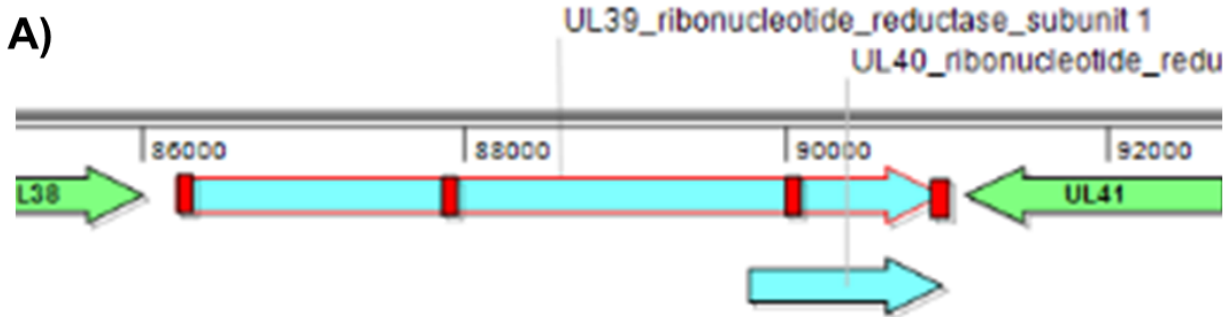 A)
UL39_ribonucleotide_reductase_subunit 1
UL40_ribonucleotide_redu
86000 88000 90000 92000
L38 UL41